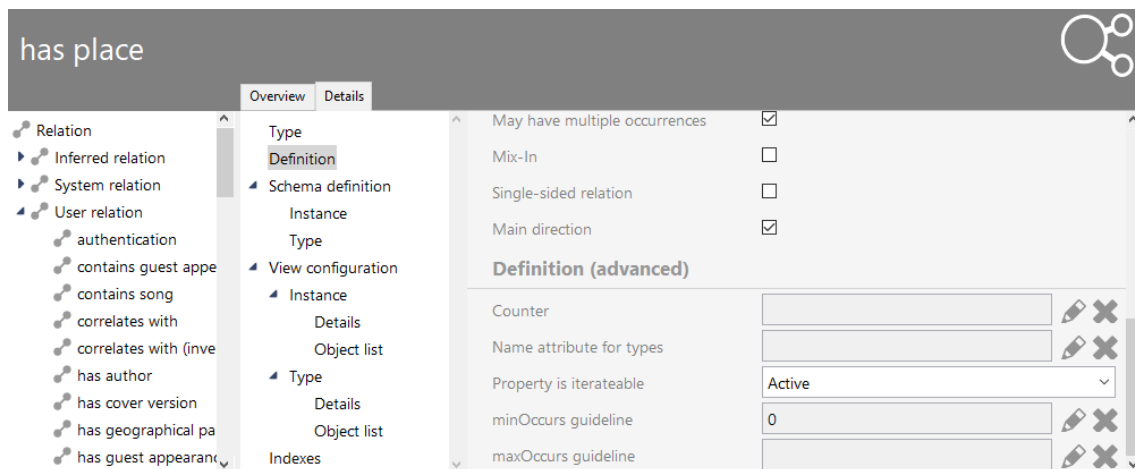 has place
Overview
Details
Relation
Inferred relation
System relation
User relation
authentication
contains guest appe
contains song
correlates with
correlates with (inve
has author
has cover version
has geographical pa
has guest appearanc
Type
Definition
Schema definition
Instance
Type
View configuration
Instance
Details
Object list
Type
Details
Object list
Indexes
May have multiple occurrences
Mix-In
Single-sided relation
Main direction
Definition (advanced)
Counter
Name attribute for types
Property is iterateable Active
minOccurs guideline 0
maxOccurs guideline